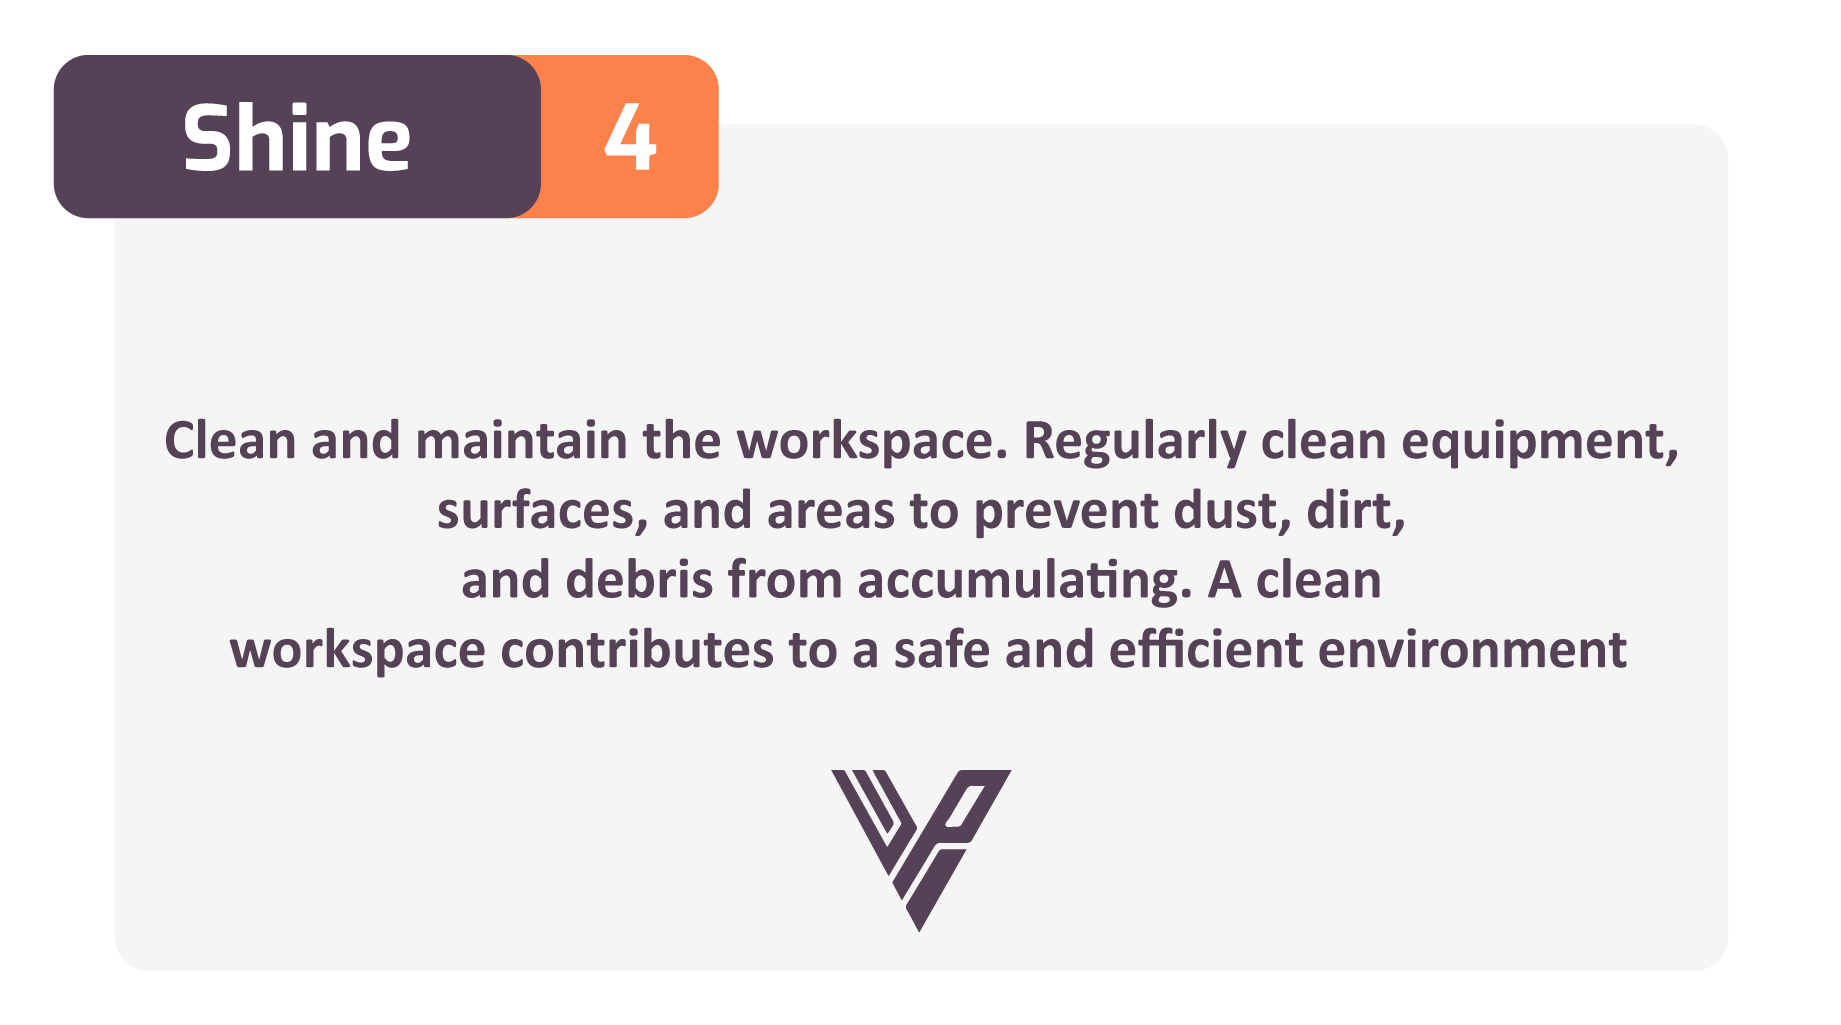 Shine 4
Clean and maintain the workspace. Regularly clean equipment,
surfaces, and areas to prevent dust, dirt,
and debris from accumulating. A clean
workspace contributes to a safe and efficient environment